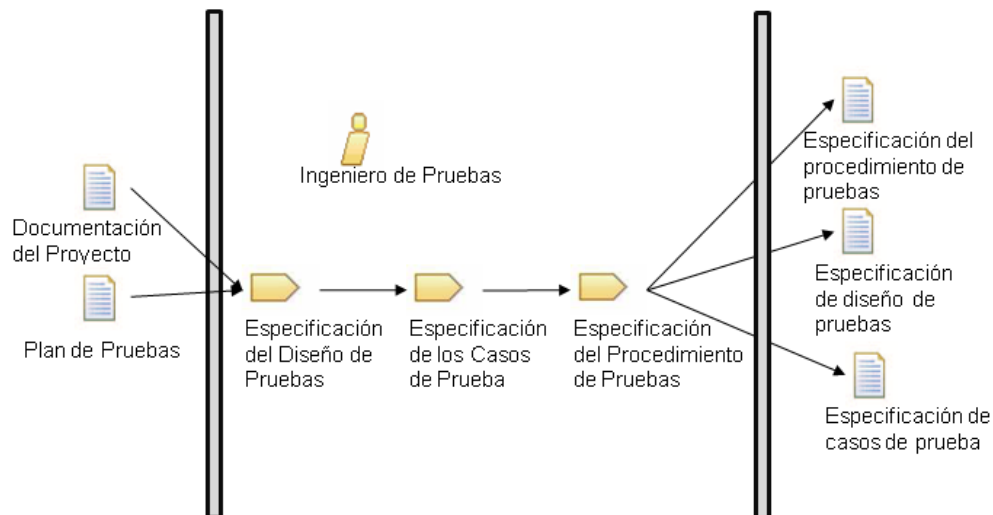 Documentación
del Proyecto
Plan de Pruebas
Ingeniero de Pruebas
Especificación
del Diseño de
Pruebas
Especificación
de los Casos
de Prueba
Especificación
del Procedimiento
de Pruebas
Especificación del
procedimiento de
pruebas
Especificación
de diseño de
pruebas
Especificación de
casos de prueba